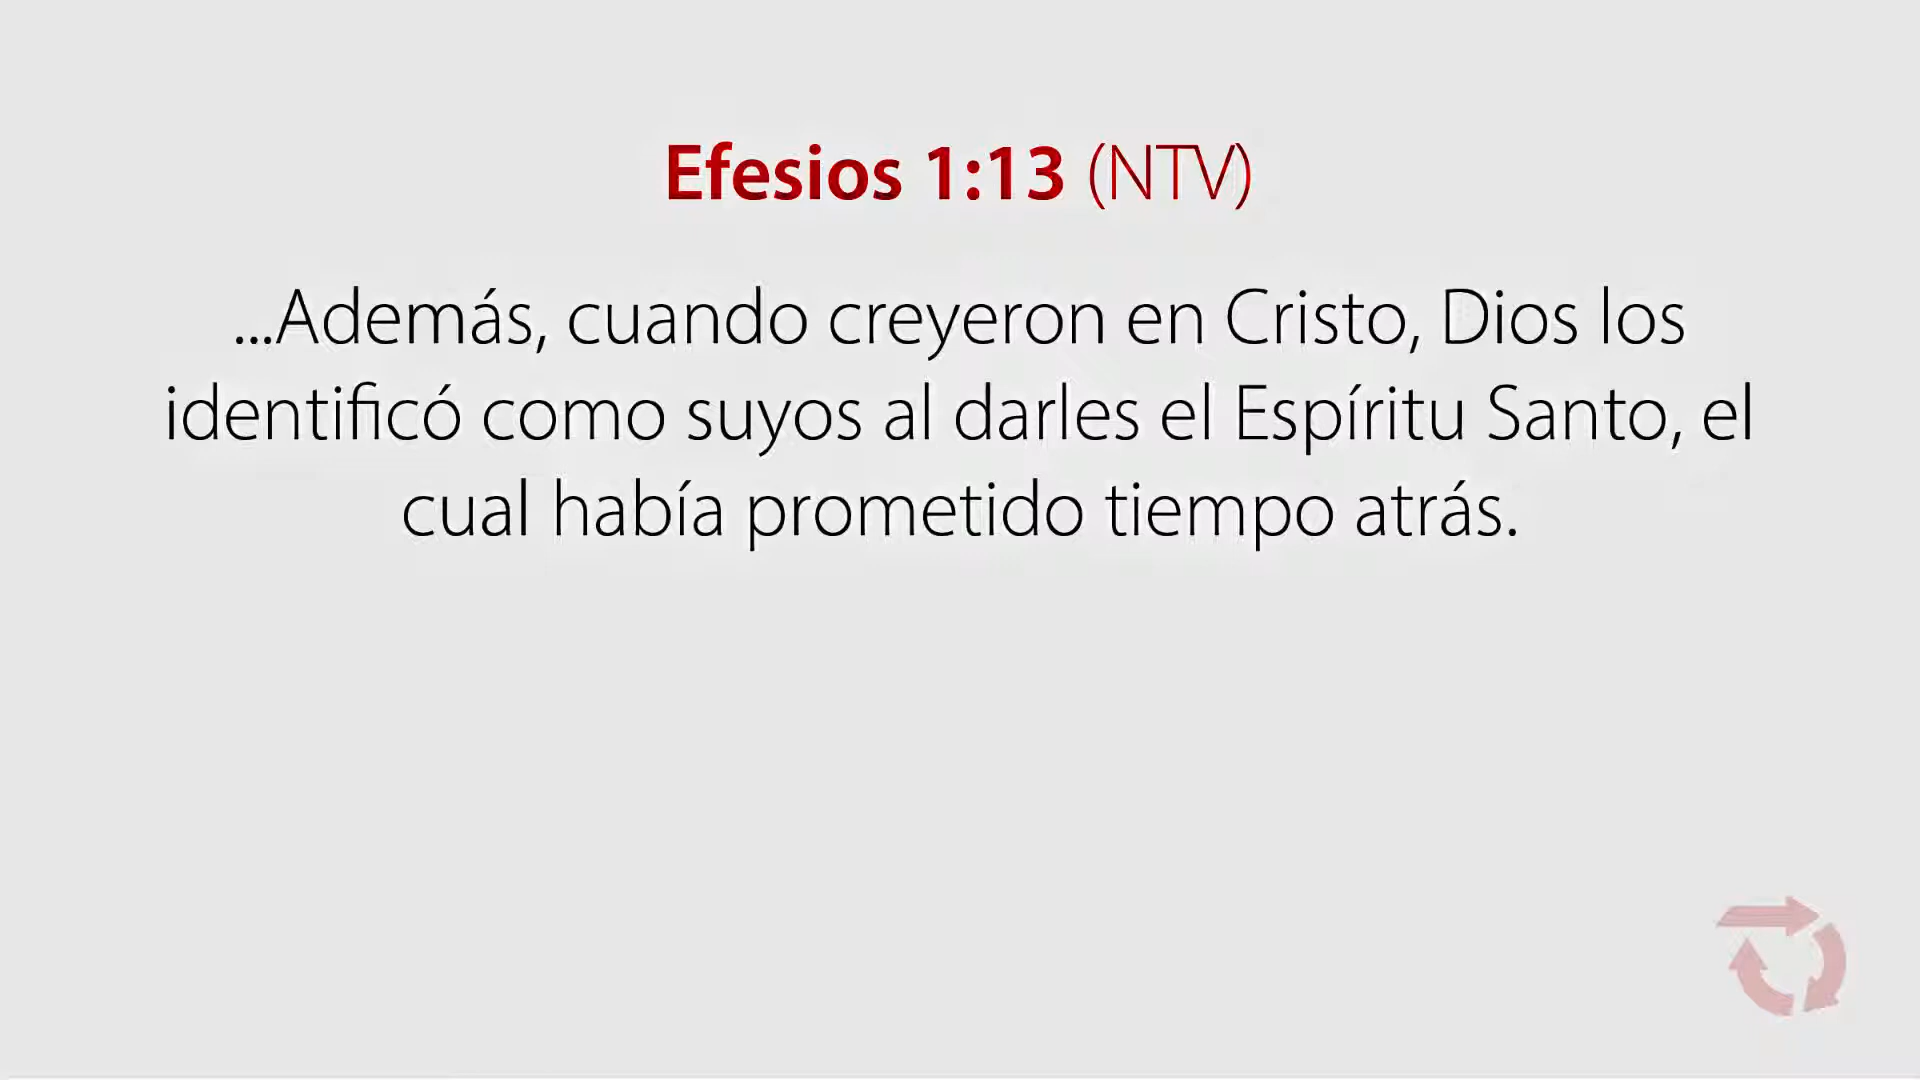 Efesios 1:13 (NTV)
...Además, cuando creyeron en Cristo, Dios los
identificó como suyos al darles el Espíritu Santo, el
cual había prometido tiempo atrás.